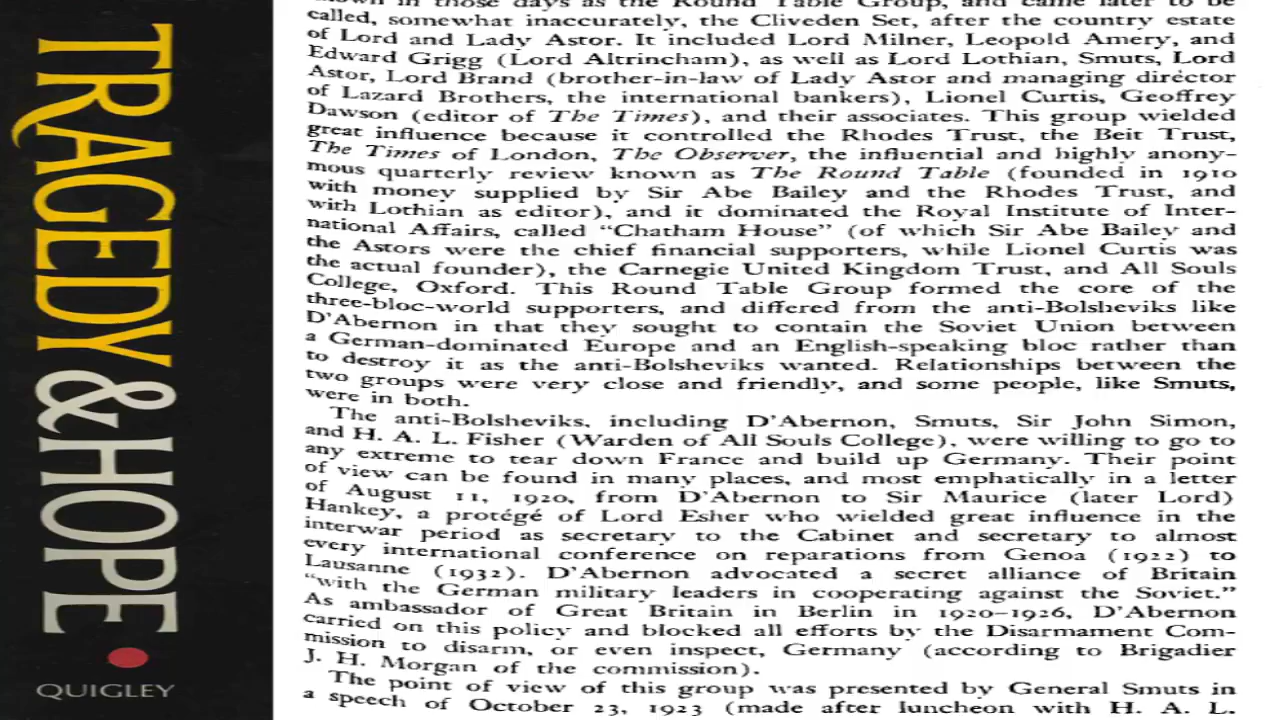 TRAGEDY & HOPE
QUIGLEY
in those days as the Round Table Group, and came later to be
called, somewhat inaccurately, the Cliveden Set, after the country estate
of Lord and Lady Astor. It included Lord Milner, Leopold Amery, and
Edward Grigg (Lord Altrincham), as well as Lord Lothian, Smuts, Lord
Astor, Lord Brand (brother-in-law of Lady Astor and managing director
of Lazard Brothers, the international bankers), Lionel Curtis, Geoffrey
Dawson (editor of The Times), and their associates. This group wielded
great influence because it controlled the Rhodes Trust, the Beit Trust,
The Times of London, The Observer, the influential and highly anony-
mous quarterly review known as The Round Table (founded in 1910
with money supplied by Sir Abe Bailey and the Rhodes Trust, and
with Lothian as editor), and it dominated the Royal Institute of Inter-
national Affairs, called “Chatham House” (of which Sir Abe Bailey and
the Astors were the chief financial supporters, while Lionel Curtis was
the actual founder), the Carnegie United Kingdom Trust, and All Souls
College, Oxford. This Round Table Group formed the core of the
three-bloc-world supporters, and differed from the anti-Bolsheviks like
D'Abernon in that they sought to contain the Soviet Union between
a German-dominated Europe and an English-speaking bloc rather than
to destroy it as the anti-Bolsheviks wanted. Relationships between the
two groups were very close and friendly, and some people, like Smuts,
were in both.
The anti-Bolsheviks, including D'Abernon, Smuts, Sir John Simon,
and H. A. L. Fisher (Warden of All Souls College), were willing to go to
any extreme to tear down France and build up Germany. Their point
of view can be found in many places, and most emphatically in a letter
of August 11, 1920, from D'Abernon to Sir Maurice (later Lord)
Hankey, a protégé of Lord Esher who wielded great influence in the
interwar period as secretary to the Cabinet and secretary to almost
every international conference on reparations from Genoa (1922) to
Lausanne (1932). D'Abernon advocated a secret alliance of Britain
“with the German military leaders in cooperating against the Soviet.”
As ambassador of Great Britain in Berlin in 1920–1926, D'Abernon
carried on this policy and blocked all efforts by the Disarmament Com-
mission to disarm, or even inspect, Germany (according to Brigadier
J. H. Morgan of the commission).
The point of view of this group was presented by General Smuts in
a speech of October 23, 1923 (made after luncheon with H. A. L.